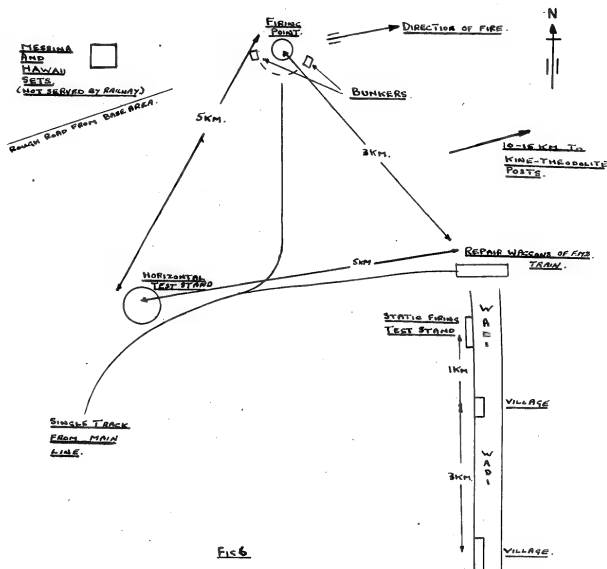 FIRING
POINT.
DIRECTION OF FIRE.
N
MESSINA
AND
HAWAII
SETS.
(NOT SERVED BY RAILWAY)
BUNKERS.
ROUGH ROAD FROM BASE AREA.
5KM.
3KM.
10-15 KM TO
KINE-THEODOLITE
POSTS.
REPAIR WAGGONS OF F.M.S.
TRAIN.
5KM
HORIZONTAL
TEST STAND
WADI
STATIC FIRING
TEST STAND
1KM
VILLAGE
SINGLE TRACK
FROM MAIN
LINE.
WADI
3KM.
FIG 6
VILLAGE.